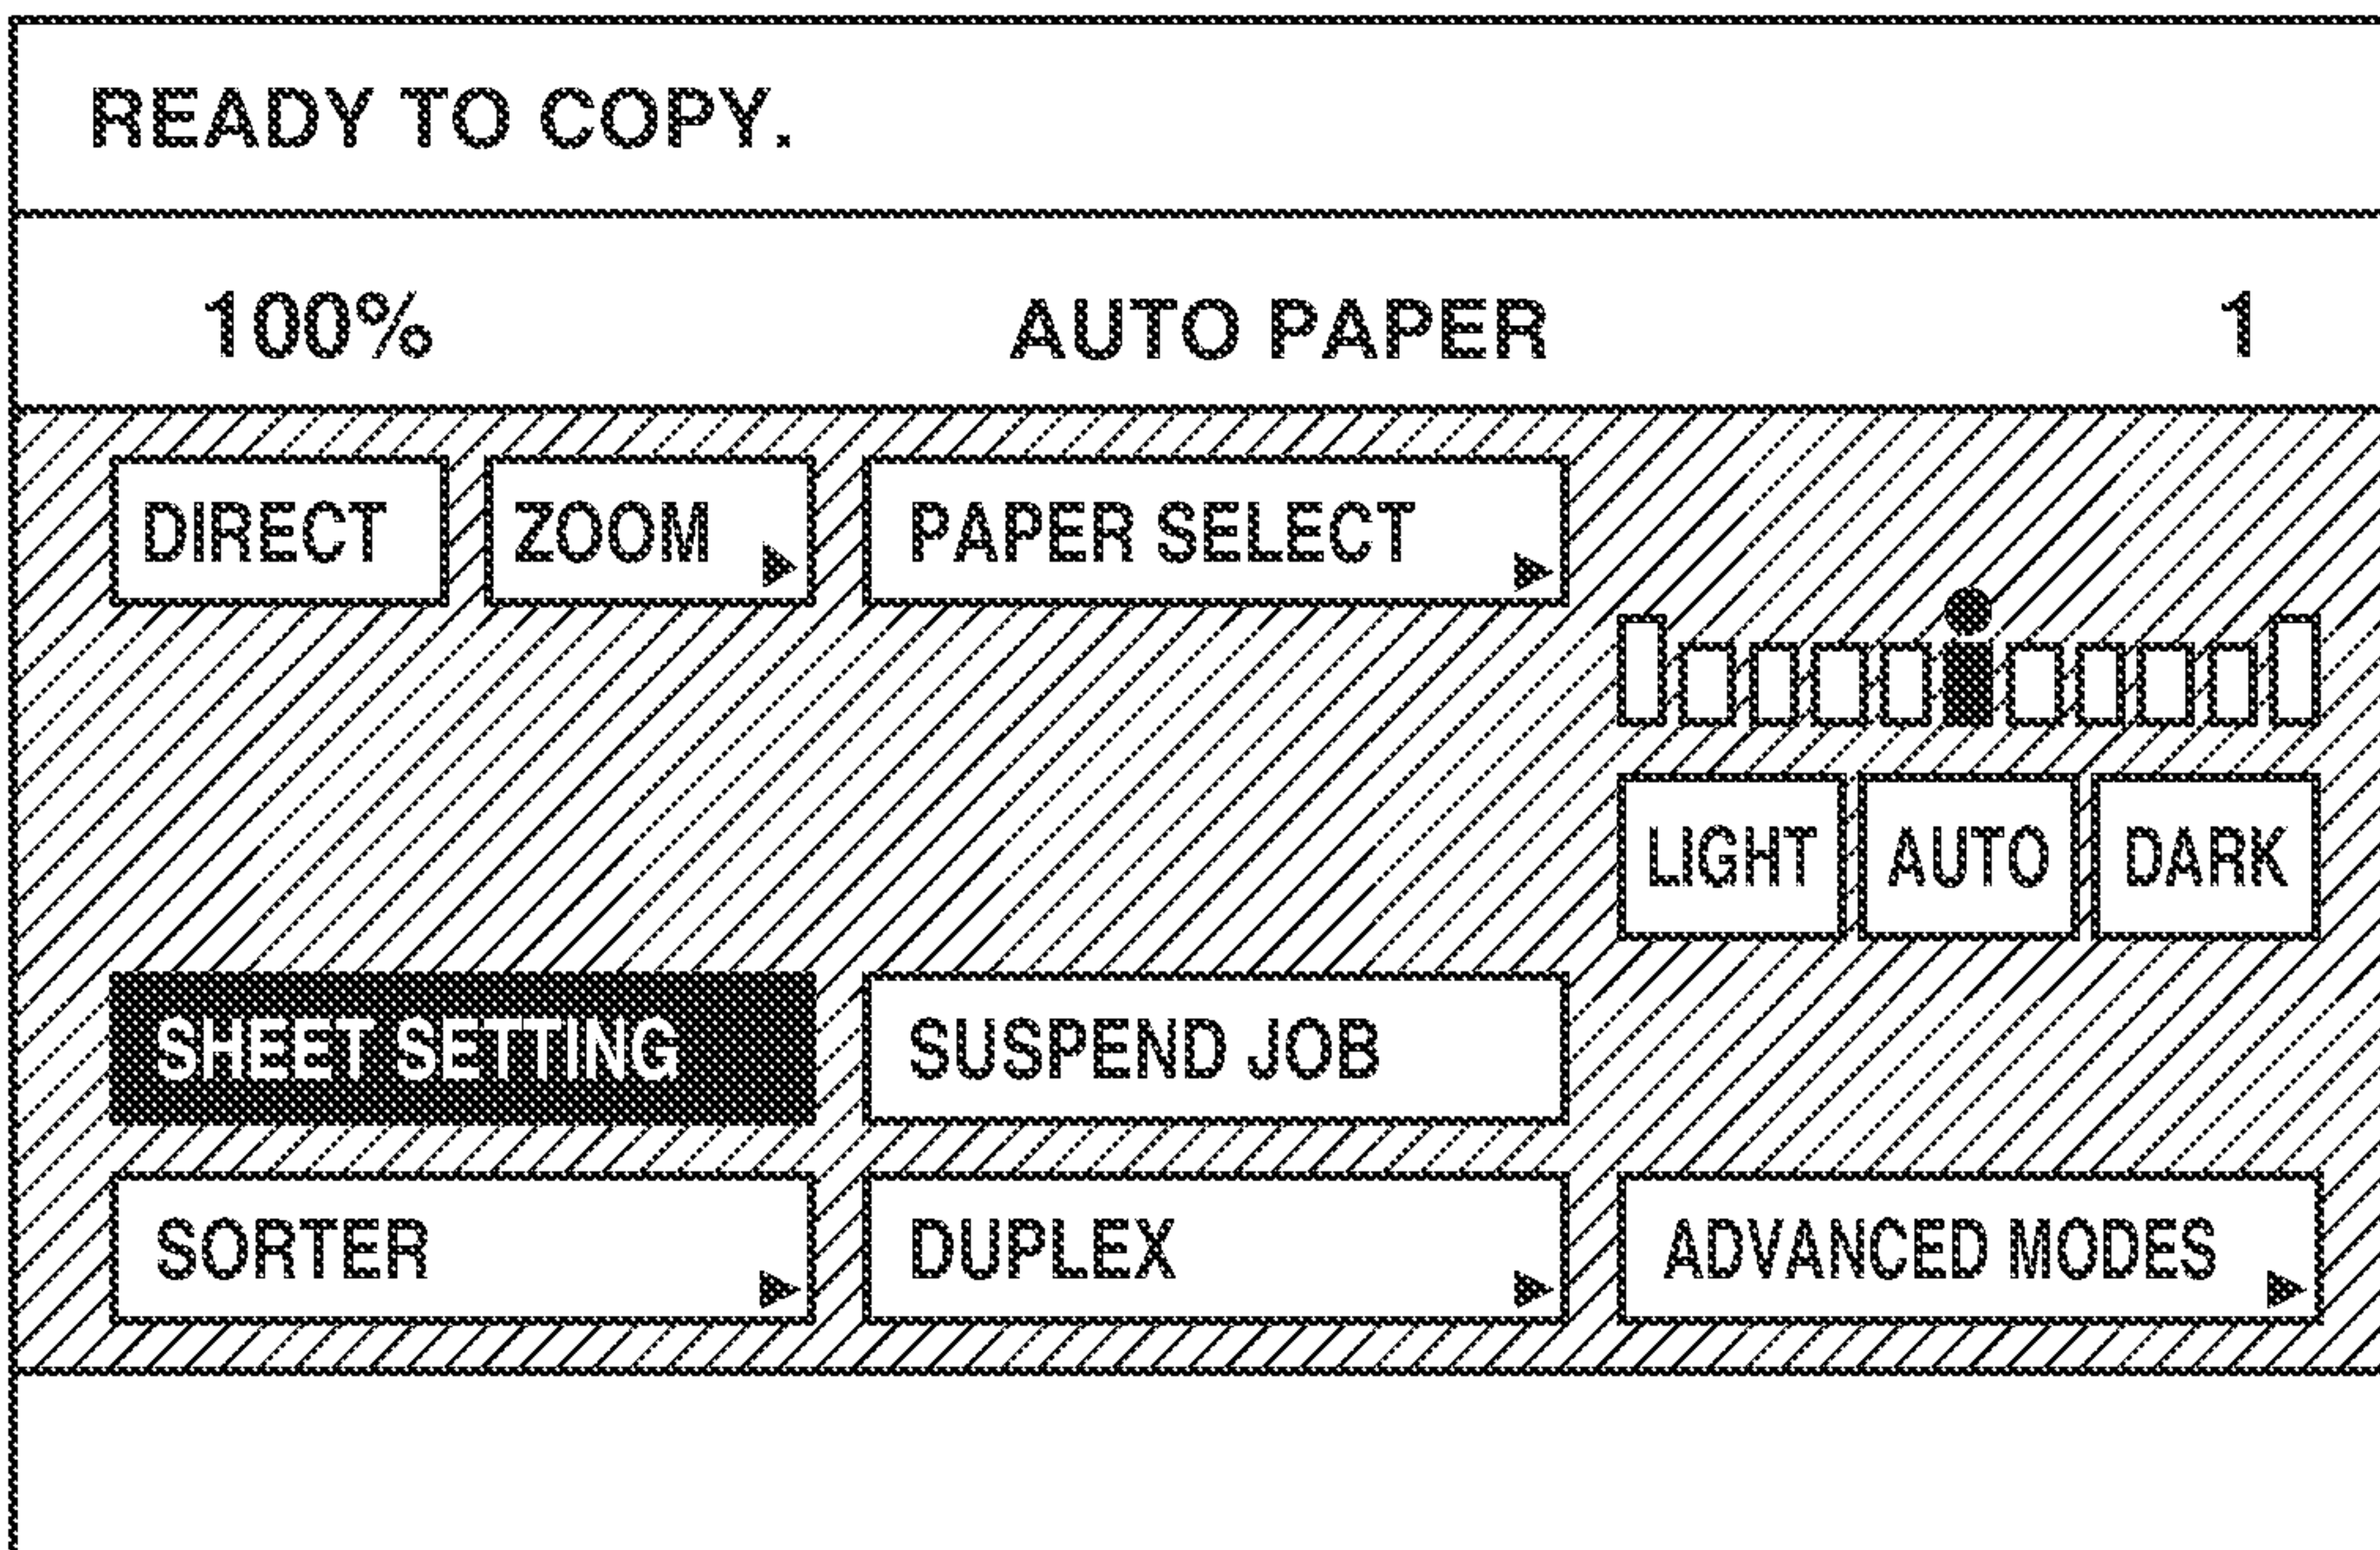 READY TO COPY.
100% AUTO PAPER 1
DIRECT ZOOM PAPER SELECT
LIGHT AUTO DARK
SHEET SETTING SUSPEND JOB
SORTER DUPLEX ADVANCED MODES